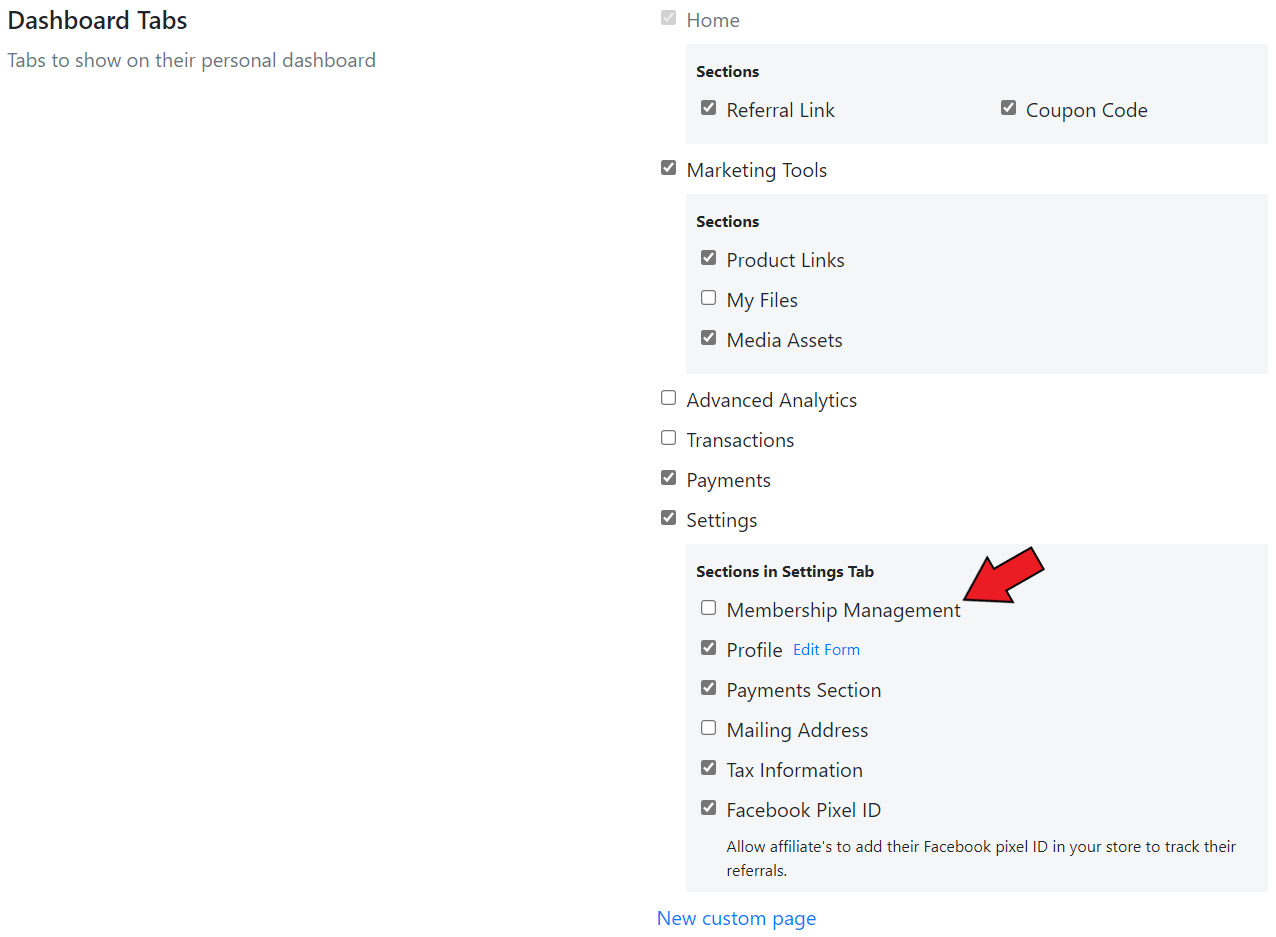 Dashboard Tabs
Tabs to show on their personal dashboard
Home
Sections
Referral Link
Coupon Code
Marketing Tools
Sections
Product Links
My Files
Media Assets
Advanced Analytics
Transactions
Payments
Settings
Sections in Settings Tab
Membership Management
Profile Edit Form
Payments Section
Mailing Address
Tax Information
Facebook Pixel ID
Allow affiliate's to add their Facebook pixel ID in your store to track their
referrals.
New custom page